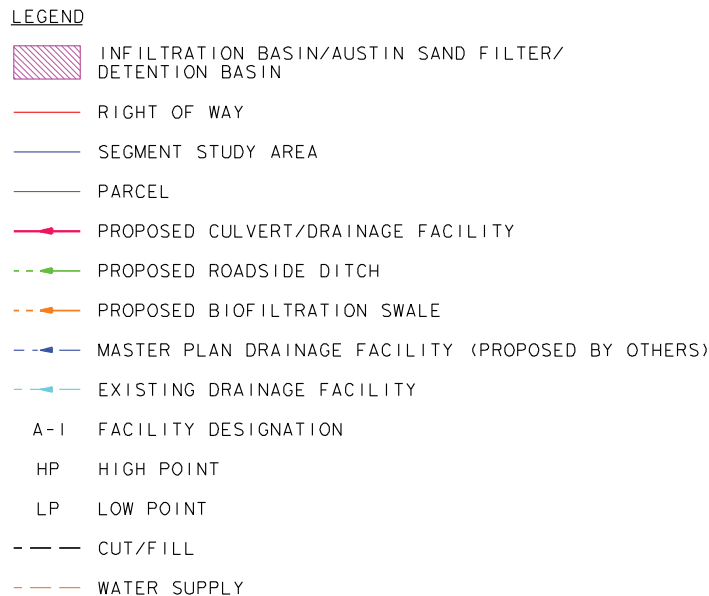 LEGEND
INFILTRATION BASIN/AUSTIN SAND FILTER/
DETENTION BASIN
RIGHT OF WAY
SEGMENT STUDY AREA
PARCEL
PROPOSED CULVERT/DRAINAGE FACILITY
PROPOSED ROADSIDE DITCH
PROPOSED BIOFILTRATION SWALE
MASTER PLAN DRAINAGE FACILITY (PROPOSED BY OTHERS)
EXISTING DRAINAGE FACILITY
A-1 FACILITY DESIGNATION
HP HIGH POINT
LP LOW POINT
CUT/FILL
WATER SUPPLY